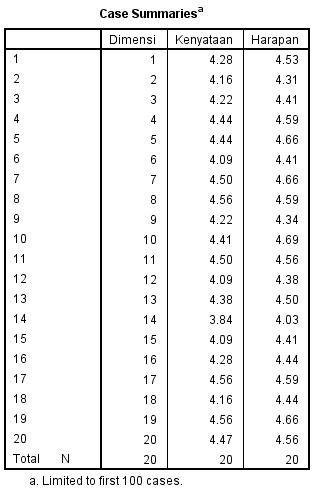 Case Summariesa
Dimensi Kenyataan Harapan
1 1 4.28 4.53
2 2 4.16 4.31
3 3 4.22 4.41
4 4 4.44 4.59
5 5 4.44 4.66
6 6 4.09 4.41
7 7 4.50 4.66
8 8 4.56 4.59
9 9 4.22 4.34
10 10 4.41 4.69
11 11 4.50 4.56
12 12 4.09 4.38
13 13 4.38 4.50
14 14 3.84 4.03
15 15 4.09 4.41
16 16 4.28 4.44
17 17 4.56 4.59
18 18 4.16 4.44
19 19 4.56 4.66
20 20 4.47 4.56
Total N 20 20 20
a. Limited to first 100 cases.